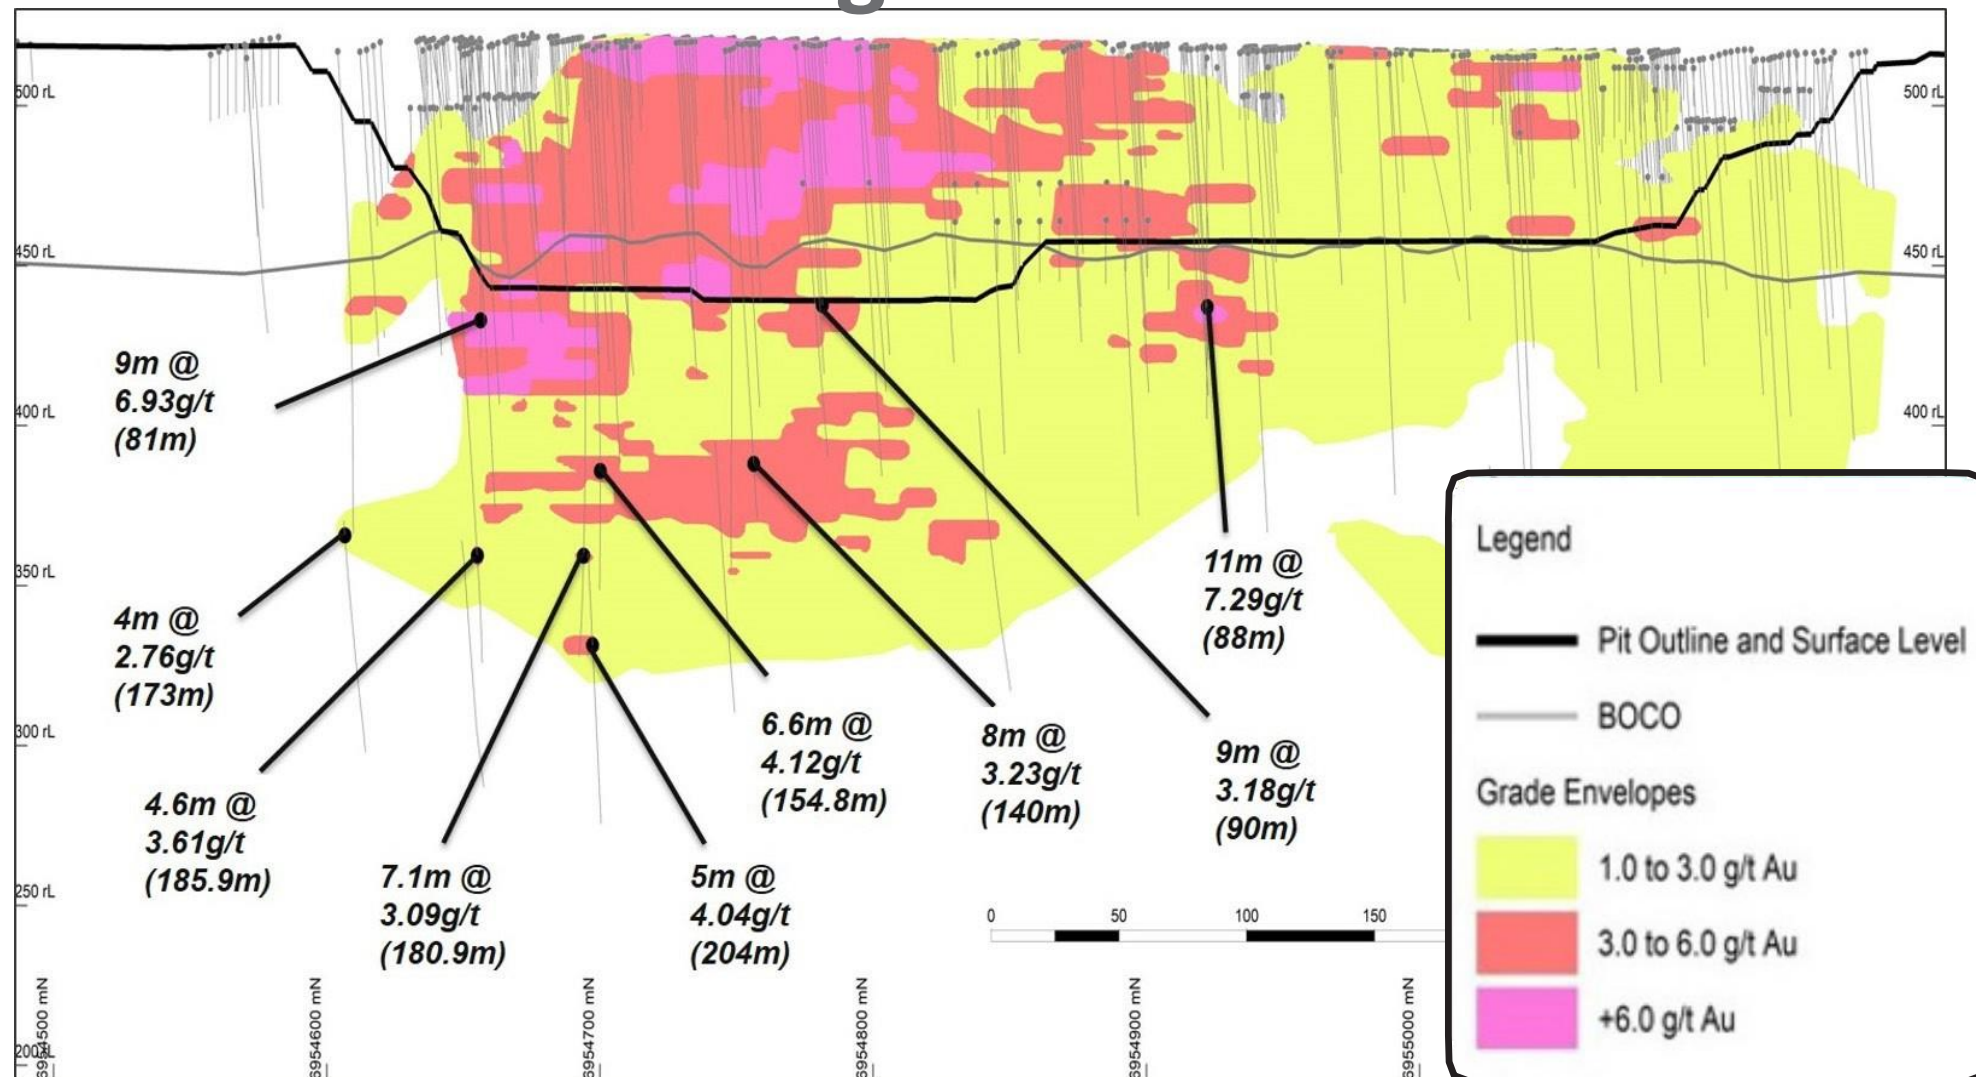 500 rL
500 rL
450 rL
450 rL
400 rL
400 rL
350 rL
300 rL
250 rL
200 rL
9m @
6.93g/t
(81m)
4m @
2.76g/t
(173m)
4.6m @
3.61g/t
(185.9m)
7.1m @
3.09g/t
(180.9m)
5m @
4.04g/t
(204m)
6.6m @
4.12g/t
(154.8m)
8m @
3.23g/t
(140m)
9m @
3.18g/t
(90m)
11m @
7.29g/t
(88m)
0 50 100 150
6954500 mN
6954600 mN
6954700 mN
6954800 mN
6954900 mN
6955000 mN
Legend
Pit Outline and Surface Level
BOCO
Grade Envelopes
1.0 to 3.0 g/t Au
3.0 to 6.0 g/t Au
+6.0 g/t Au